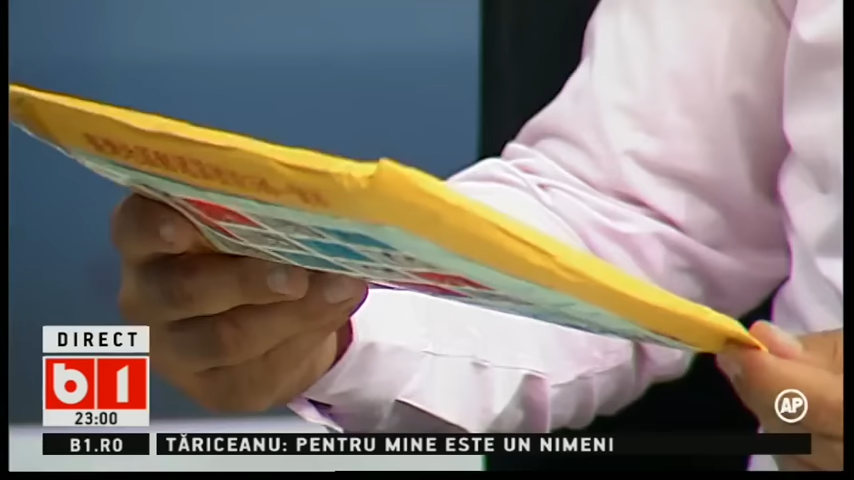 DIRECT
b1
23:00
AP
B1.RO
TĂRICEANU: PENTRU MINE ESTE UN NIMENI